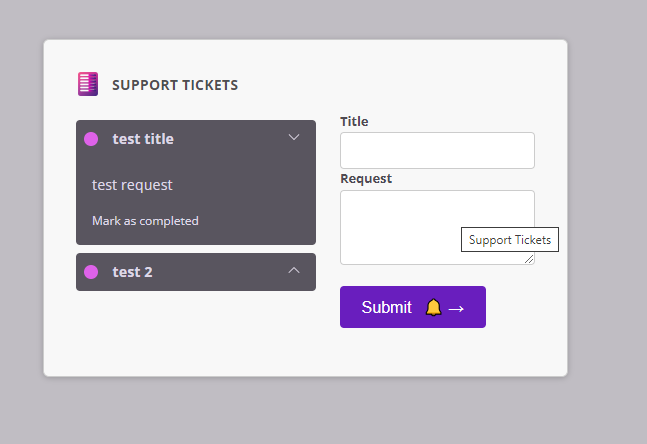 SUPPORT TICKETS
test title
test request
Mark as completed
test 2
Title
Request
Support Tickets
Submit 🔔 →